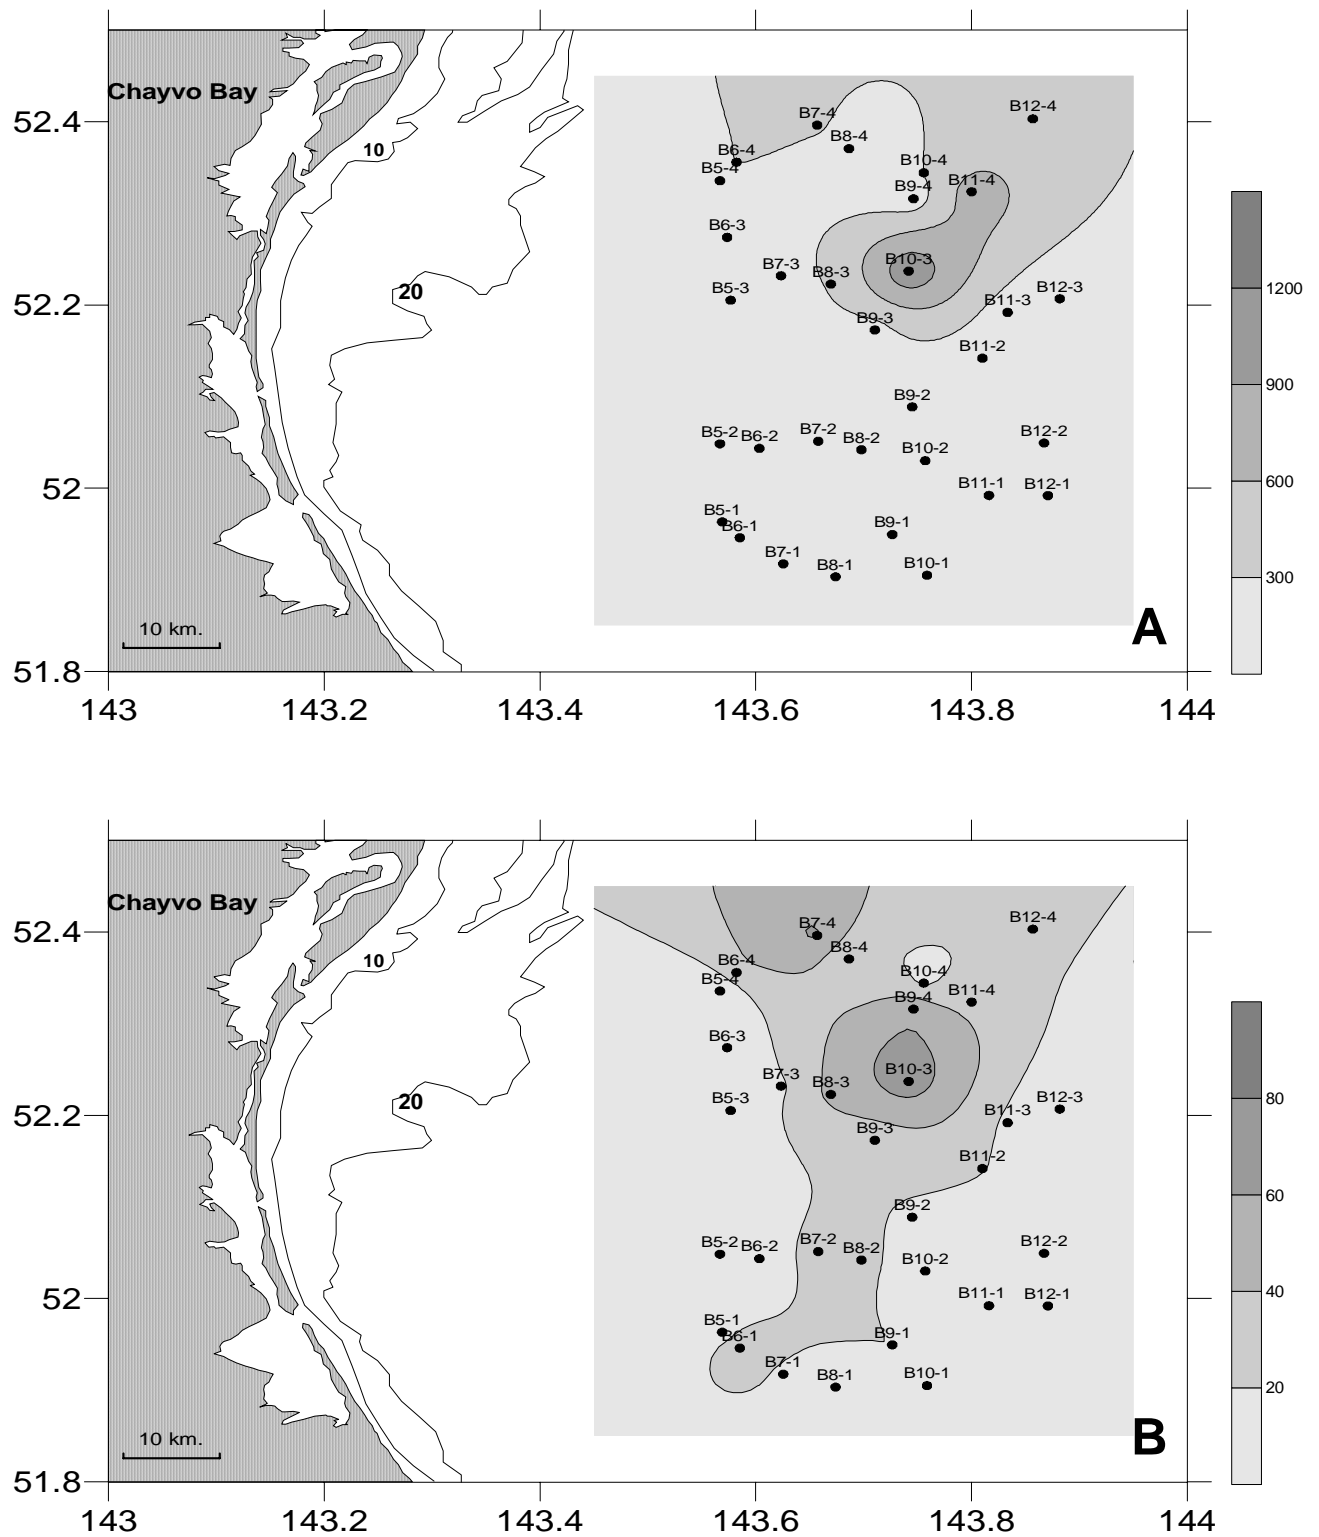 Chayvo Bay
52.4
52.2
52
51.8
10
20
10 km.
B12-4
B7-4
B8-4
B6-4
B10-4
B5-4
B11-4
B9-4
B6-3
B10-3
B7-3
B8-3
B12-3
B5-3
B11-3
B9-3
B11-2
B9-2
B5-2
B6-2
B7-2
B8-2
B12-2
B10-2
B11-1
B12-1
B5-1
B6-1
B9-1
B7-1
B10-1
B8-1
A
1200
900
600
300
143
143.2
143.4
143.6
143.8
144
Chayvo Bay
52.4
52.2
52
51.8
10
20
10 km.
B12-4
B7-4
B8-4
B6-4
B10-4
B5-4
B11-4
B9-4
B6-3
B10-3
B7-3
B8-3
B12-3
B5-3
B11-3
B9-3
B11-2
B9-2
B5-2
B6-2
B7-2
B8-2
B12-2
B10-2
B11-1
B12-1
B5-1
B6-1
B9-1
B7-1
B10-1
B8-1
B
80
60
40
20
143
143.2
143.4
143.6
143.8
144